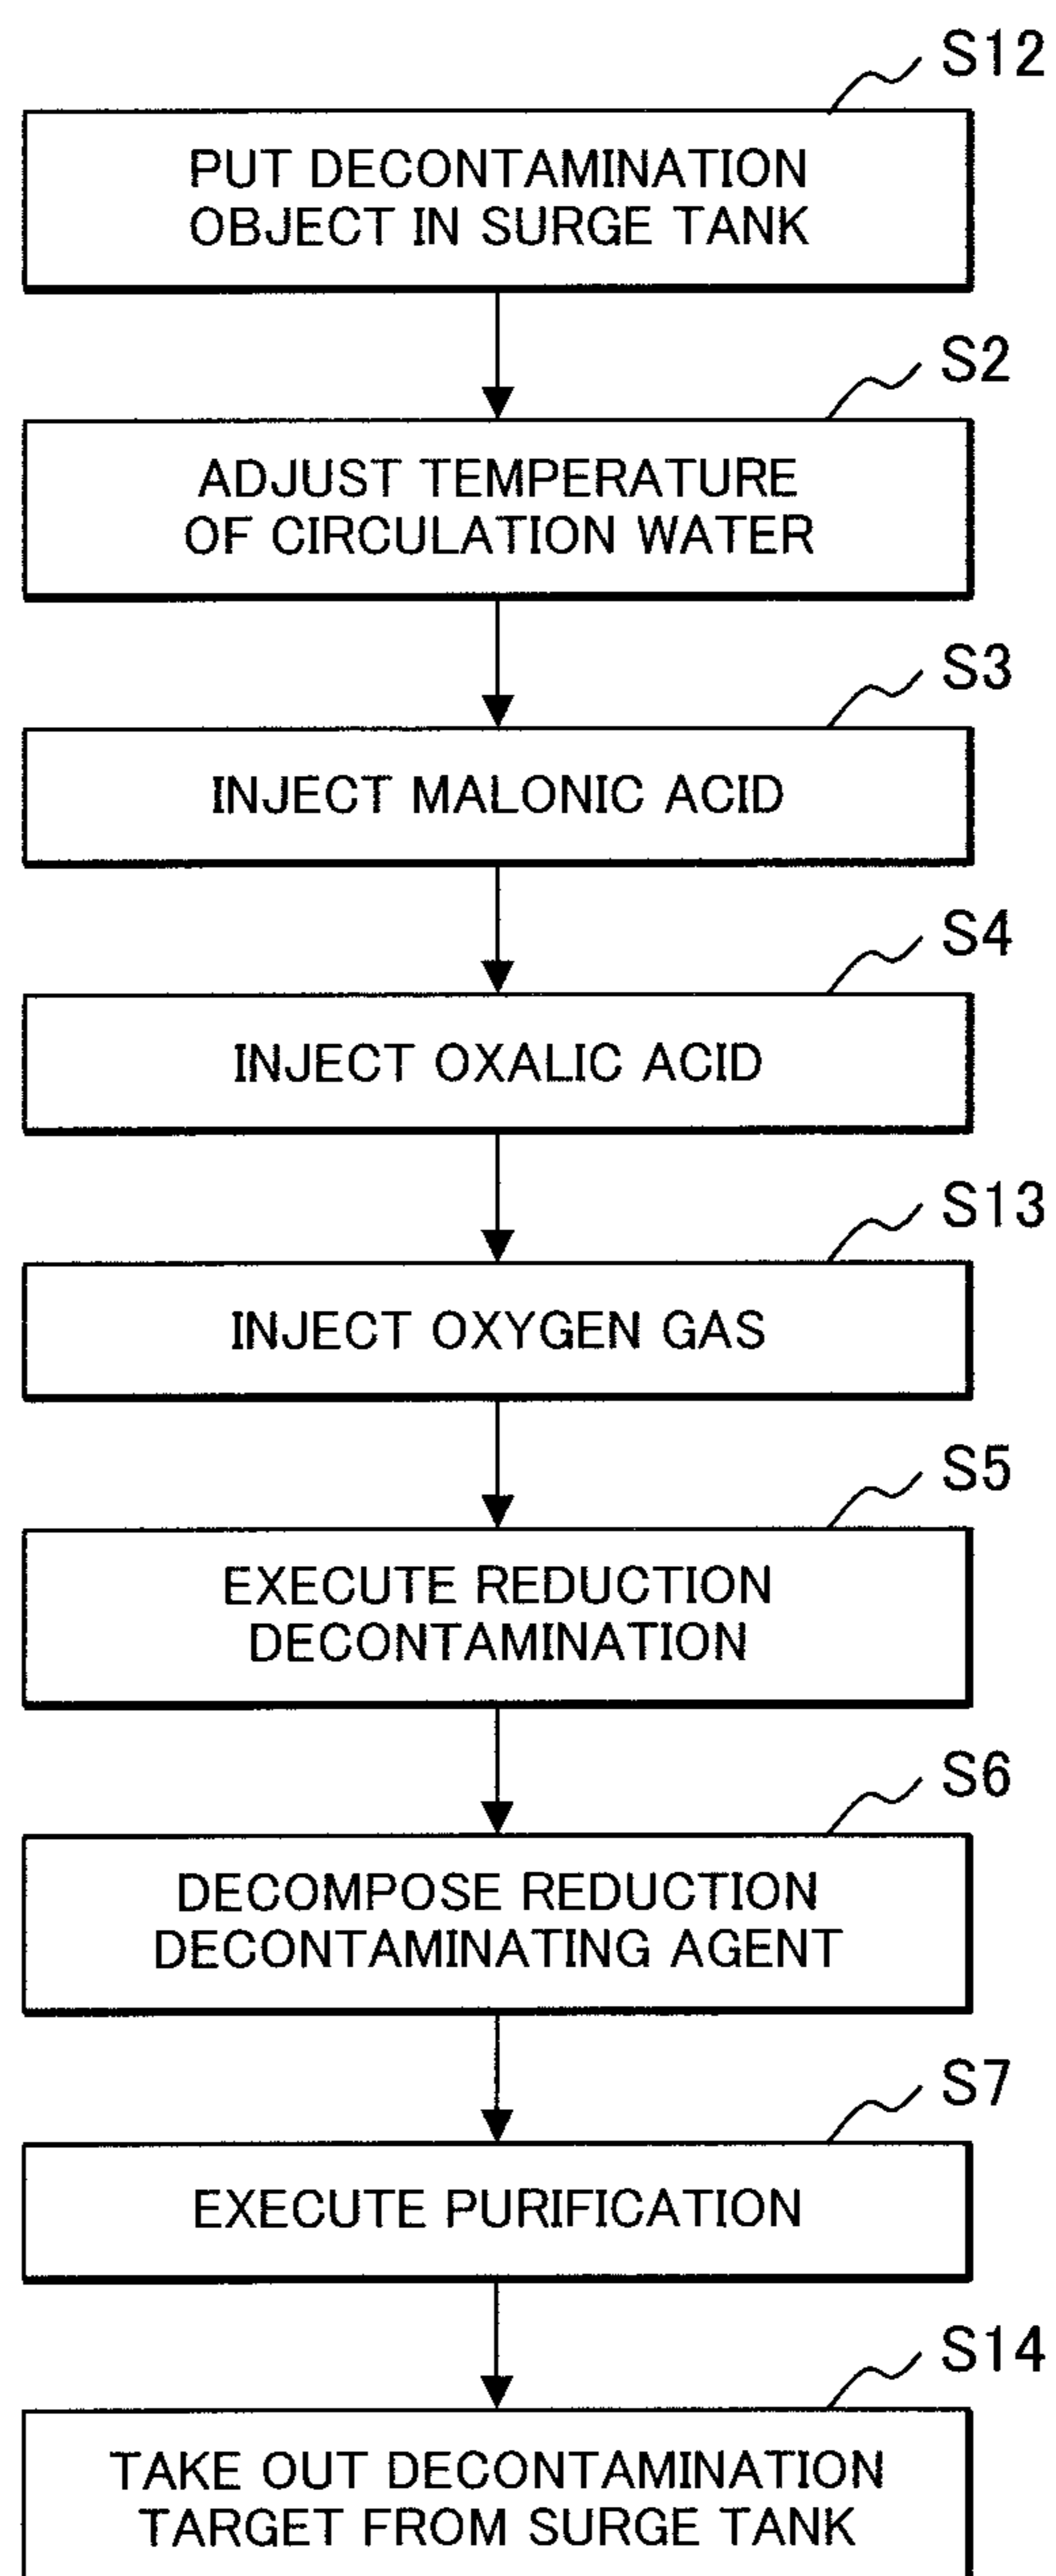 S12
PUT DECONTAMINATION
OBJECT IN SURGE TANK
S2
ADJUST TEMPERATURE
OF CIRCULATION WATER
S3
INJECT MALONIC ACID
S4
INJECT OXALIC ACID
S13
INJECT OXYGEN GAS
S5
EXECUTE REDUCTION
DECONTAMINATION
S6
DECOMPOSE REDUCTION
DECONTAMINATING AGENT
S7
EXECUTE PURIFICATION
S14
TAKE OUT DECONTAMINATION
TARGET FROM SURGE TANK